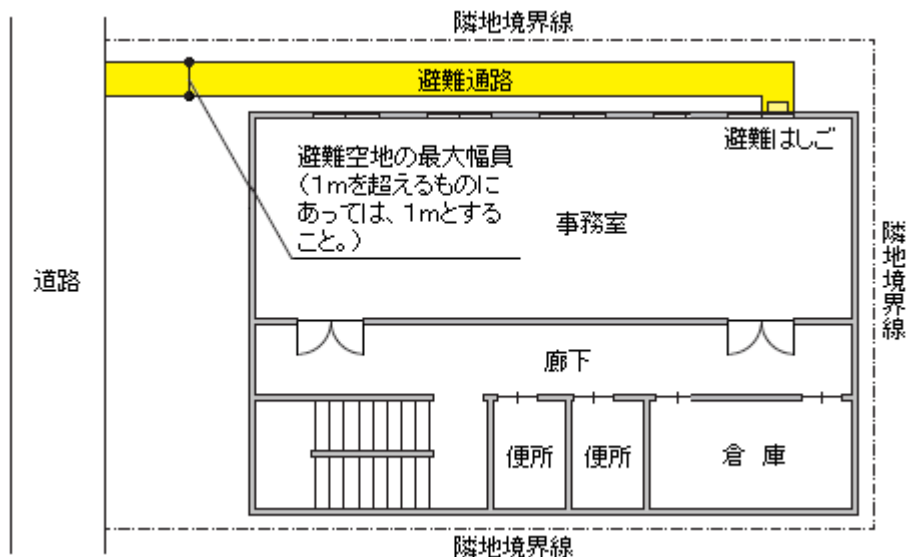 隣地境界線
避難通路
避難はしご
避難空地の最大幅員
(1mを超えるものに
あっては、1mとする
こと。)
事務室
道路
隣地境界線
廊下
便所
便所
倉庫
隣地境界線